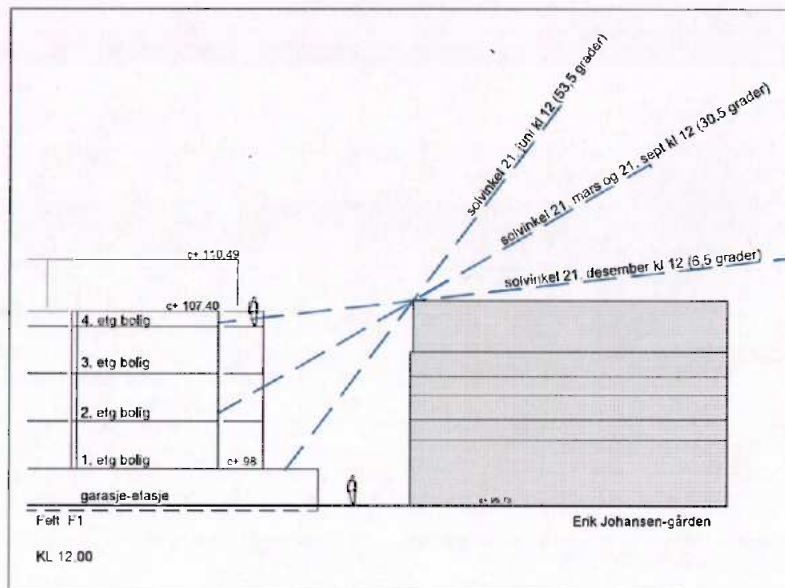 solvinkel 21. juni kl 12 (53,5 grader)
solvinkel 21. mars og 21. sept kl 12 (30.5 grader)
solvinkel 21. desember kl 12 (6,5 grader)
c+ 110.49
c+ 107.40
4. etg bolig
3. etg bolig
2. etg bolig
1. etg bolig
c+ 98
garasje-etasje
Felt F1
Erik Johansen-gården
KL 12.00